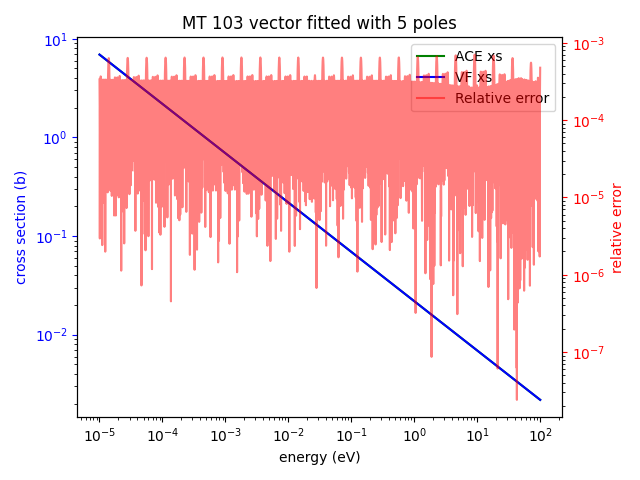 MT 103 vector fitted with 5 poles
ACE xs
VF xs
Relative error
cross section (b)
10^1
10^0
10^-1
10^-2
relative error
10^-3
10^-4
10^-5
10^-6
10^-7
10^-5 10^-4 10^-3 10^-2 10^-1 10^0 10^1 10^2
energy (eV)